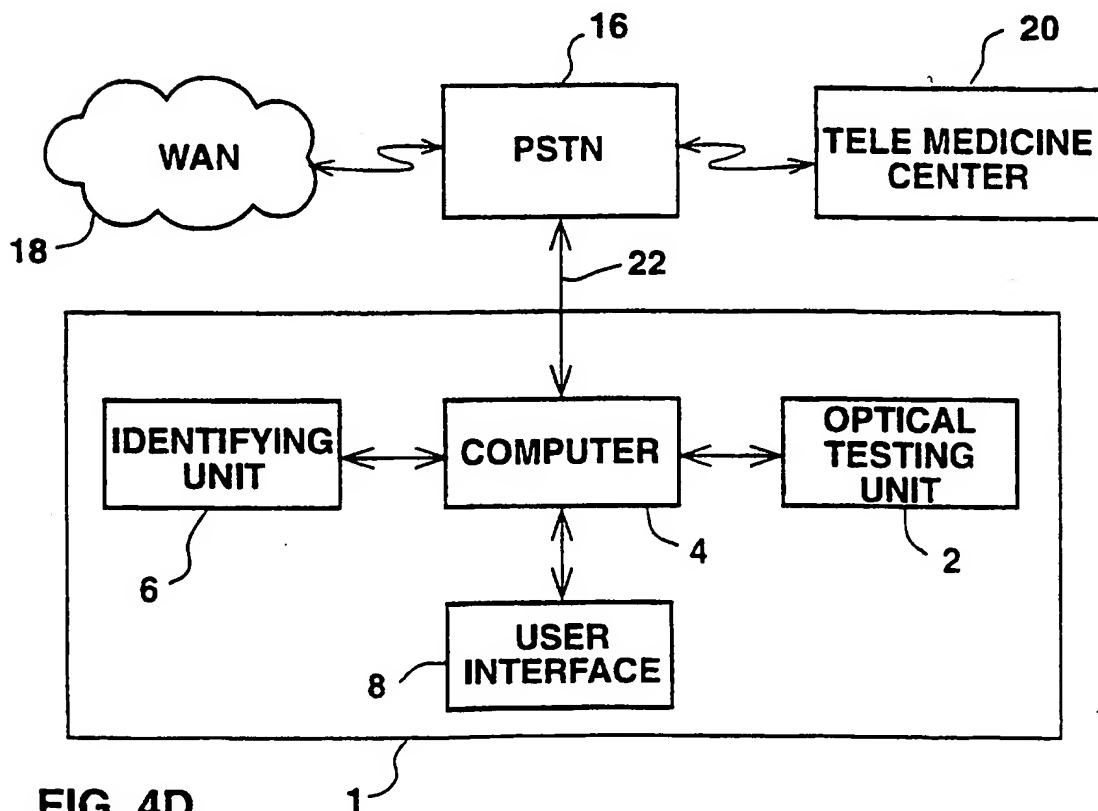 16
20
WAN
PSTN
TELE MEDICINE
CENTER
18
22
IDENTIFYING
UNIT
COMPUTER
OPTICAL
TESTING
UNIT
6
4
2
USER
INTERFACE
8
FIG. 4D
1